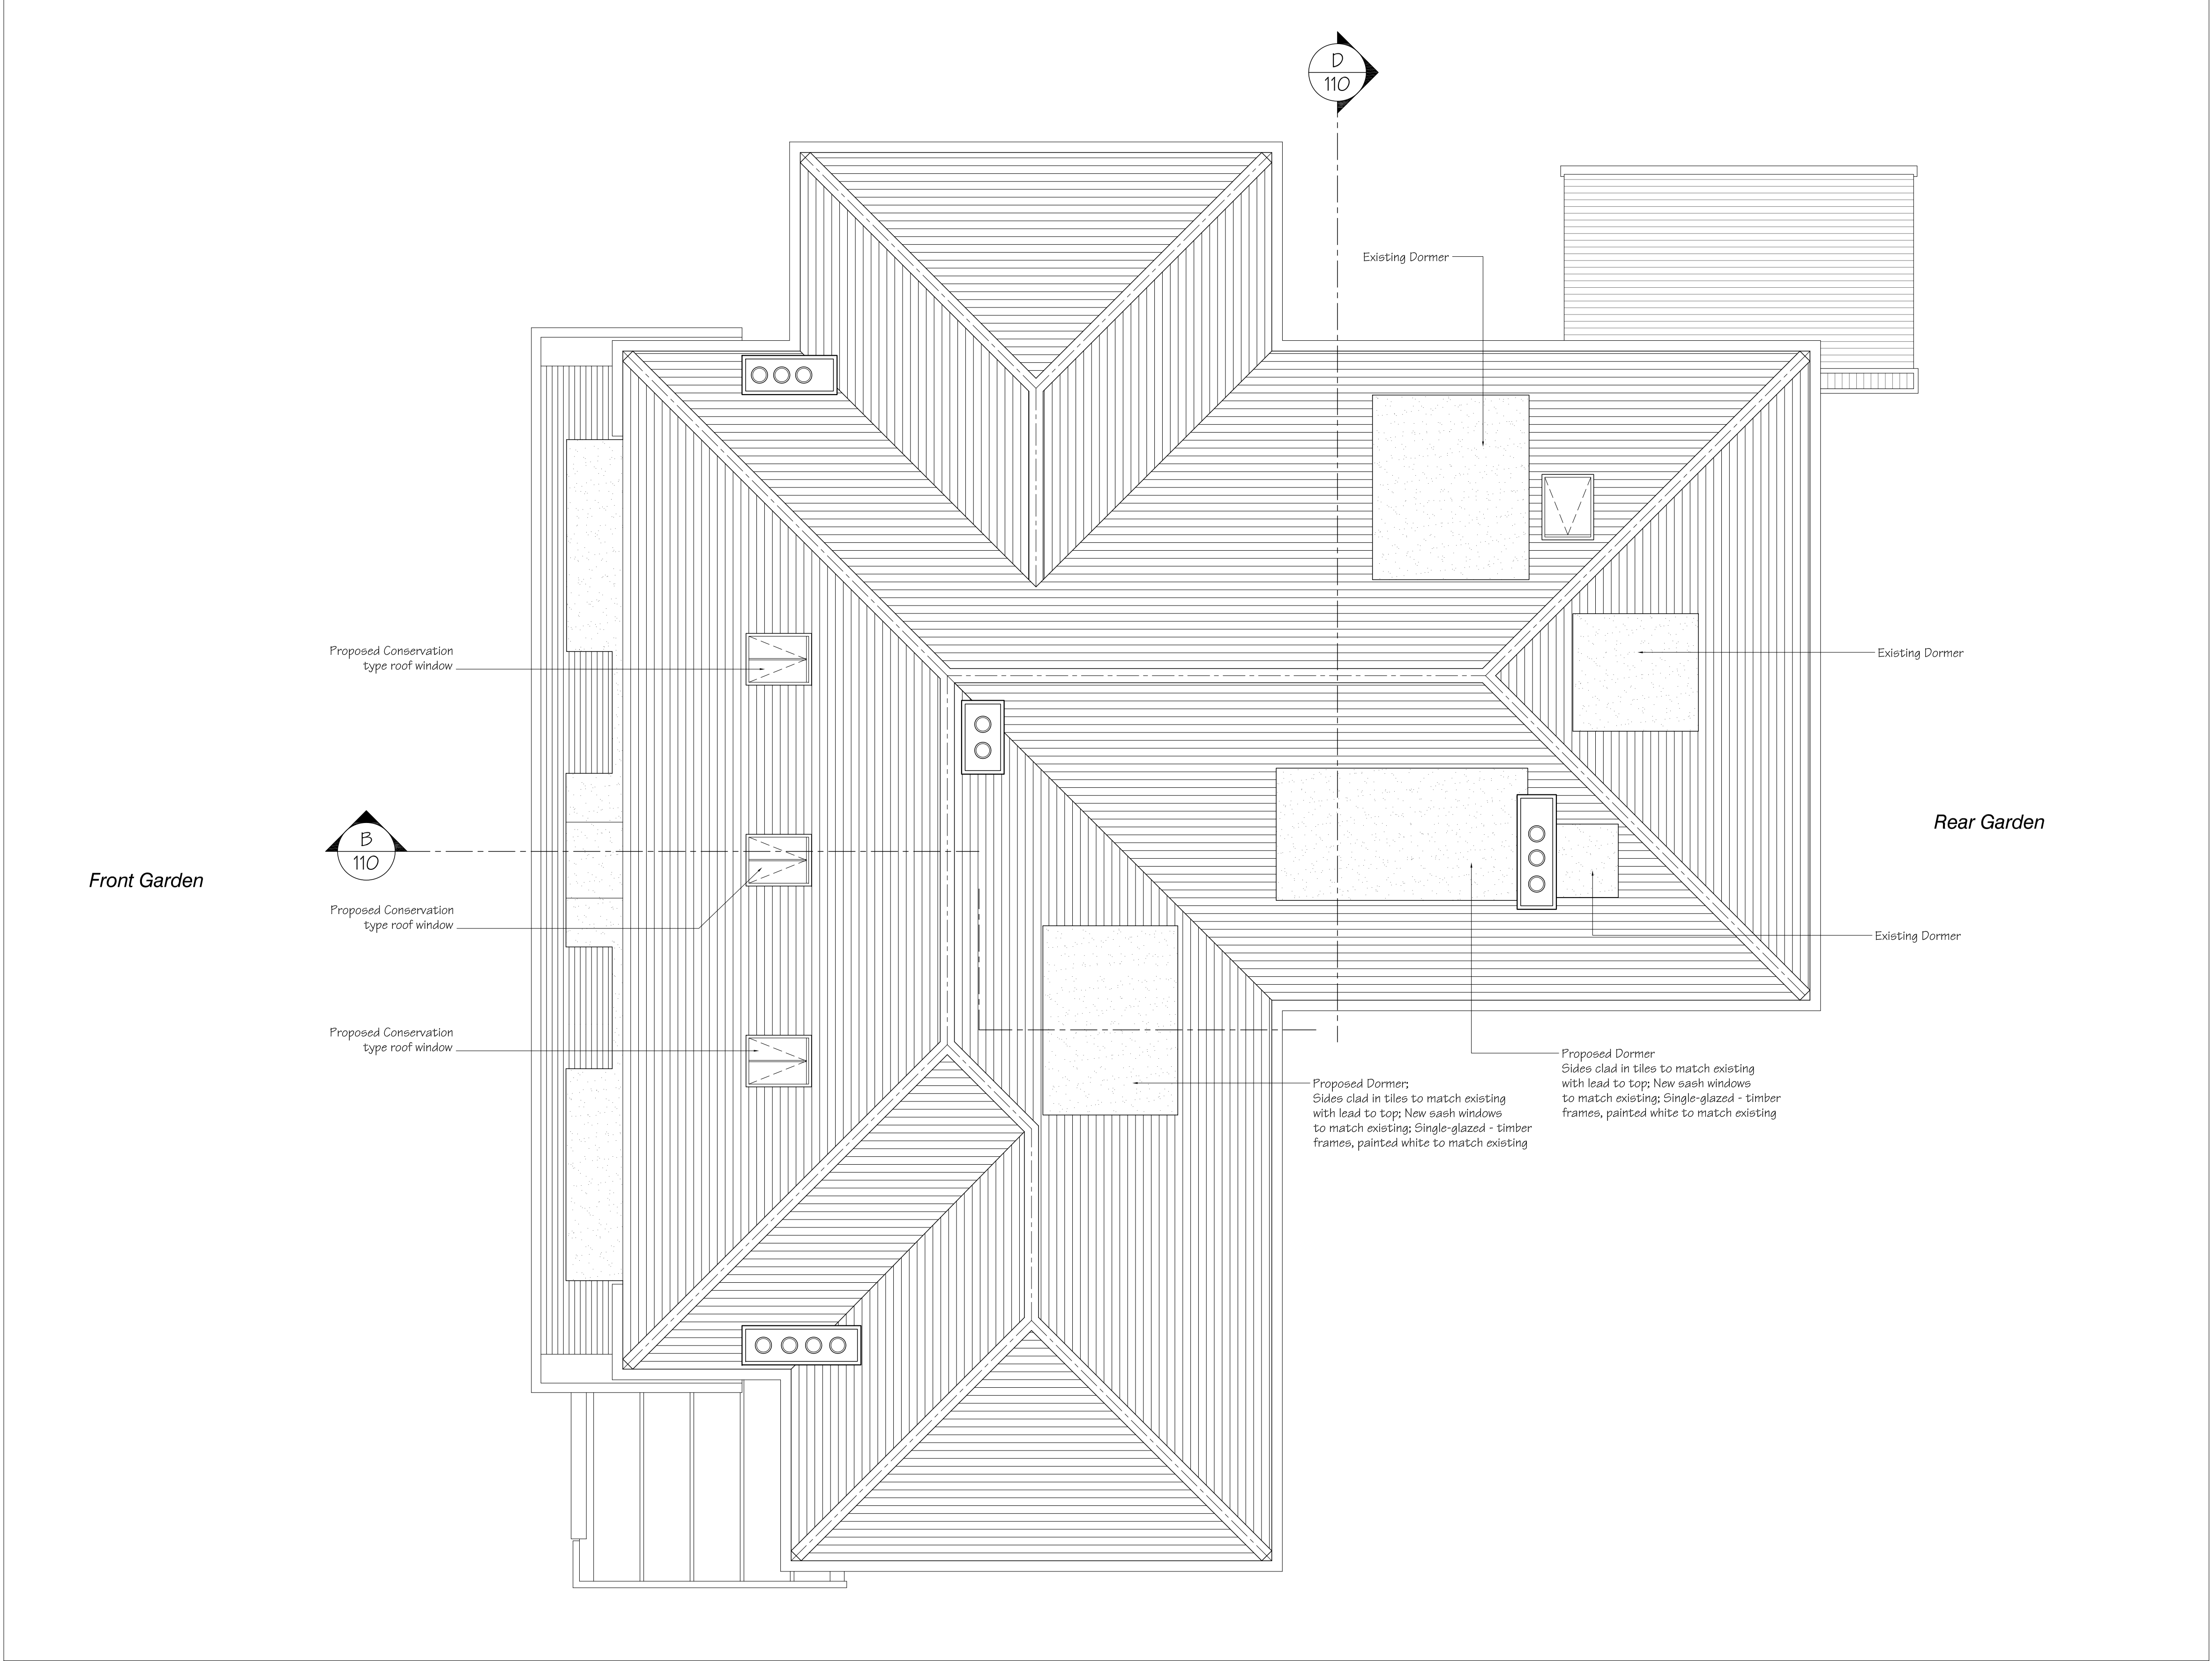 D
110
Existing Dormer
Proposed Conservation
type roof window
Existing Dormer
Rear Garden
B
110
Front Garden
Proposed Conservation
type roof window
Existing Dormer
Proposed Conservation
type roof window
Proposed Dormer
Sides clad in tiles to match existing
with lead to top; New sash windows
to match existing; Single-glazed - timber
frames, painted white to match existing
Proposed Dormer;
Sides clad in tiles to match existing
with lead to top; New sash windows
to match existing; Single-glazed - timber
frames, painted white to match existing